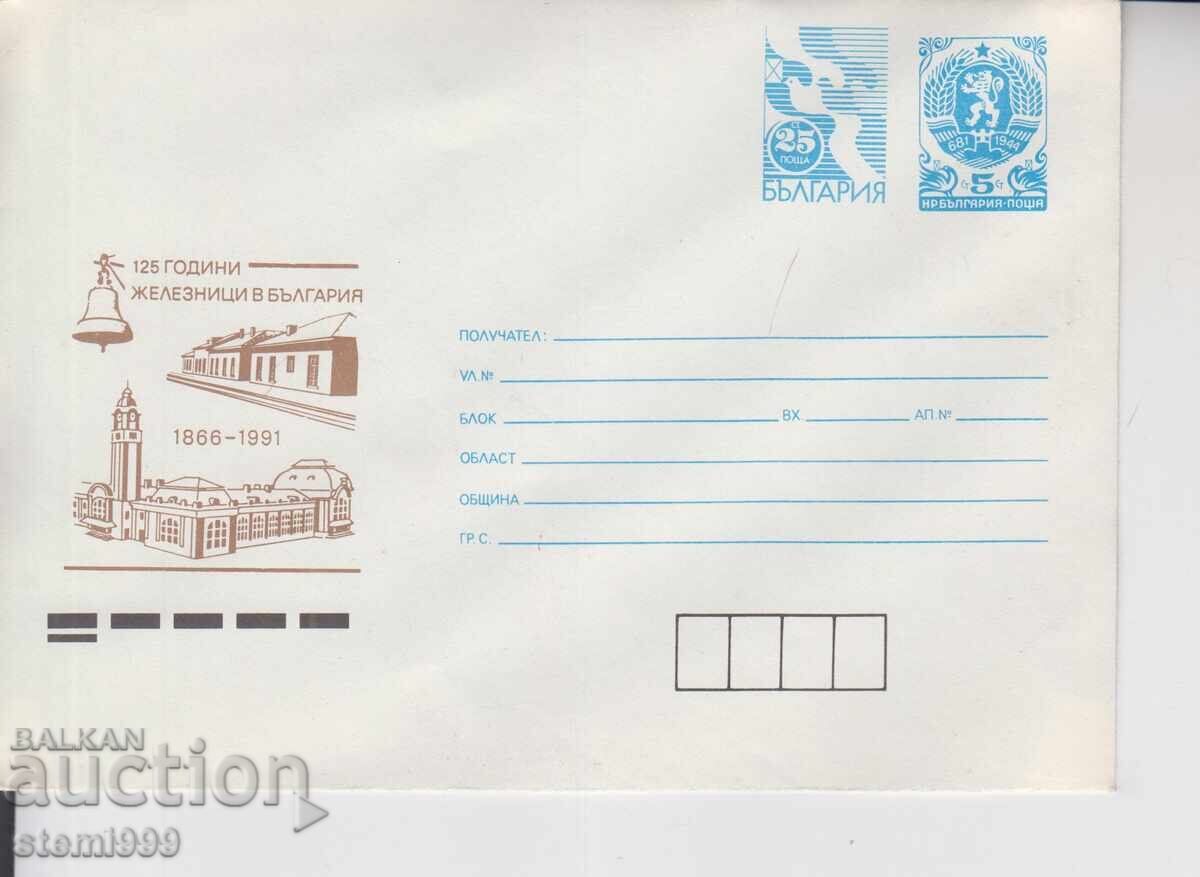 25
ст
ПОЩА
БЪЛГАРИЯ
681 1944
ст 5 ст
НР БЪЛГАРИЯ·ПОЩА
125 ГОДИНИ
ЖЕЛЕЗНИЦИ В БЪЛГАРИЯ
1866–1991
ПОЛУЧАТЕЛ:
УЛ.№
БЛОК ВХ. АП.№
ОБЛАСТ
ОБЩИНА
ГР. С.
BALKAN
auction
stemi999